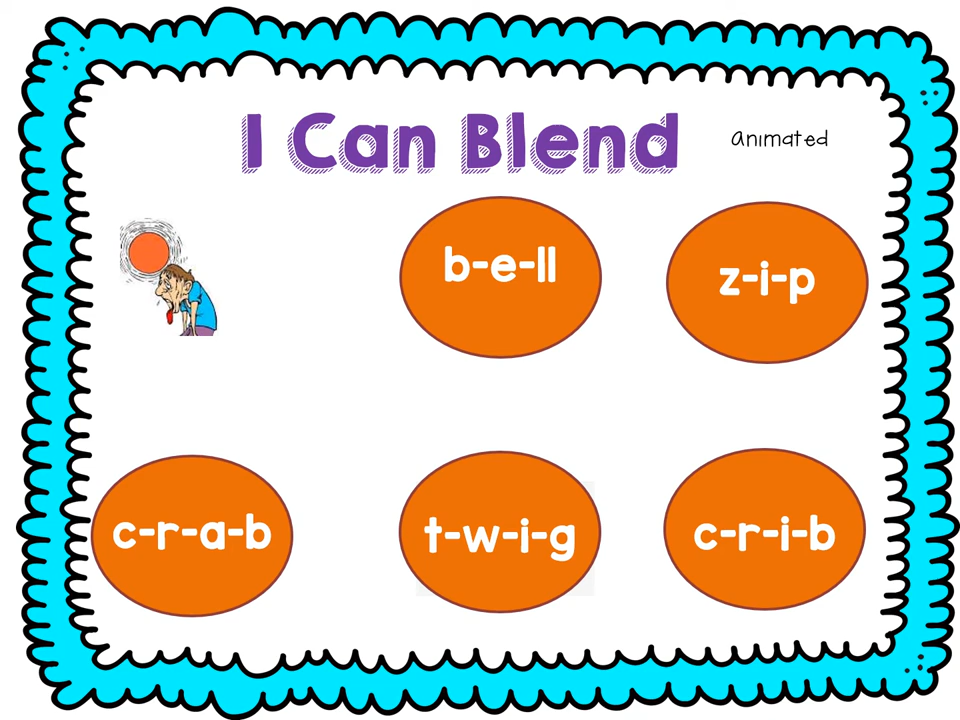 I Can Blend
Animated
b-e-ll
z-i-p
c-r-a-b
t-w-i-g
c-r-i-b